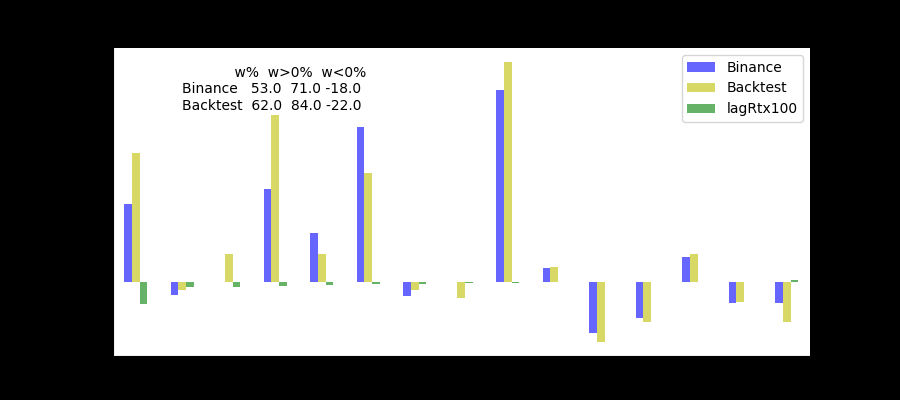 w% w>0% w<0%
Binance 53.0 71.0 -18.0
Backtest 62.0 84.0 -22.0
Binance
Backtest
lagRtx100